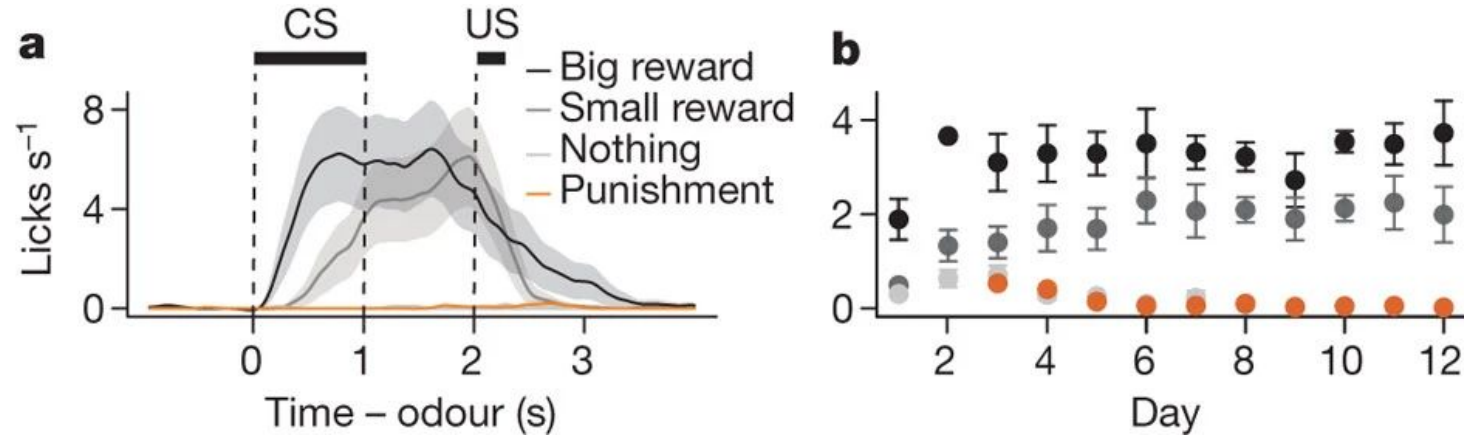 a
CS
US
Big reward
Small reward
Nothing
Punishment
8
4
0
Licks s⁻¹
0 1 2 3
Time – odour (s)
b
4
2
0
2 4 6 8 10 12
Day